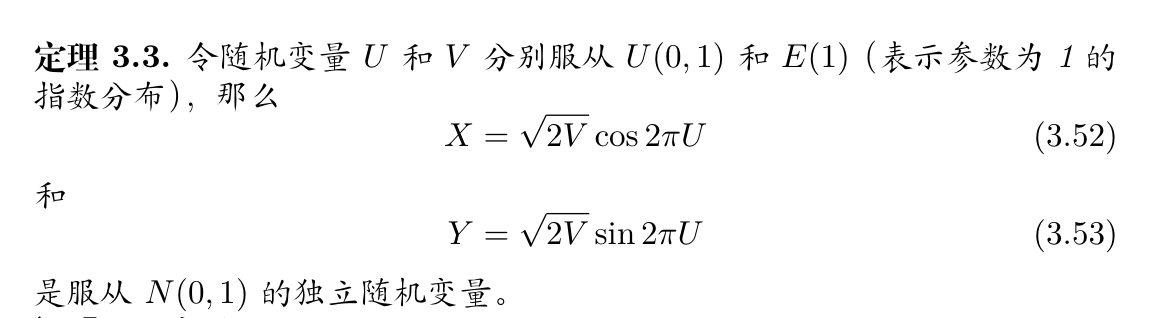 定理 3.3. 令随机变量 U 和 V 分别服从 U(0,1) 和 E(1)（表示参数为 1 的
指数分布），那么
X = √2V cos 2πU (3.52)
和
Y = √2V sin 2πU (3.53)
是服从 N(0,1) 的独立随机变量。